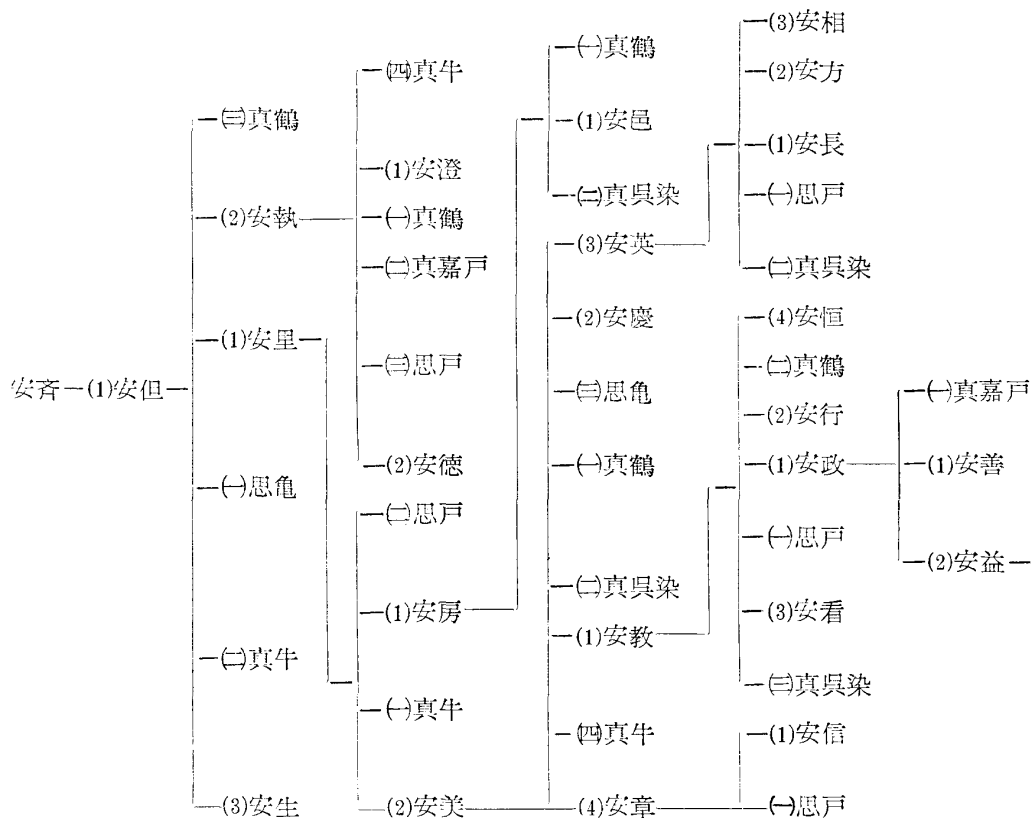 安斉 (1)安但
㈢真鶴
(2)安執
(1)安里
㈠思亀
㈡真牛
(3)安生
㈣真牛
(1)安澄
㈠真鶴
㈡真嘉戸
㈢思戸
(2)安徳
㈡思戸
(1)安房
㈠真牛
(2)安美
㈠真鶴
(1)安邑
㈡真呉染
(3)安英
(2)安慶
㈢思亀
㈠真鶴
㈡真呉染
(1)安教
㈣真牛
(4)安章
(3)安相
(2)安方
(1)安長
㈠思戸
㈡真呉染
(4)安恒
㈡真鶴
(2)安行
(1)安政
㈠思戸
(3)安看
㈢真呉染
(1)安信
㈠思戸
㈠真嘉戸
(1)安善
(2)安益